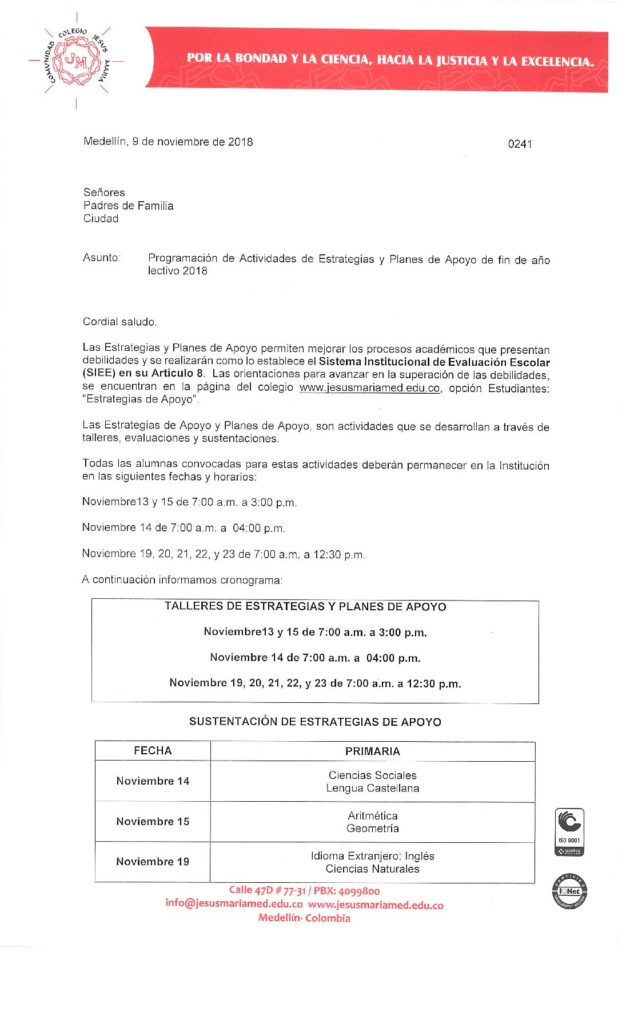 COMUNIDAD COLEGIO JESUS MARIA
JM
POR LA BONDAD Y LA CIENCIA, HACIA LA JUSTICIA Y LA EXCELENCIA.
Medellín, 9 de noviembre de 2018
0241
Señores
Padres de Familia
Ciudad
Asunto: Programación de Actividades de Estrategias y Planes de Apoyo de fin de año
lectivo 2018
Cordial saludo.
Las Estrategias y Planes de Apoyo permiten mejorar los procesos académicos que presentan
debilidades y se realizarán como lo establece el Sistema Institucional de Evaluación Escolar
(SIEE) en su Articulo 8. Las orientaciones para avanzar en la superación de las debilidades,
se encuentran en la página del colegio www.jesusmariamed.edu.co, opción Estudiantes:
"Estrategias de Apoyo".
Las Estrategias de Apoyo y Planes de Apoyo, son actividades que se desarrollan a través de
talleres, evaluaciones y sustentaciones.
Todas las alumnas convocadas para estas actividades deberán permanecer en la Institución
en las siguientes fechas y horarios:
Noviembre13 y 15 de 7:00 a.m. a 3:00 p.m.
Noviembre 14 de 7:00 a.m. a 04:00 p.m.
Noviembre 19, 20, 21, 22, y 23 de 7:00 a.m. a 12:30 p.m.
A continuación informamos cronograma:
TALLERES DE ESTRATEGIAS Y PLANES DE APOYO
Noviembre13 y 15 de 7:00 a.m. a 3:00 p.m.
Noviembre 14 de 7:00 a.m. a 04:00 p.m.
Noviembre 19, 20, 21, 22, y 23 de 7:00 a.m. a 12:30 p.m.
SUSTENTACIÓN DE ESTRATEGIAS DE APOYO
FECHA PRIMARIA
Noviembre 14
Ciencias Sociales
Lengua Castellana
Noviembre 15
Aritmética
Geometría
Noviembre 19
Idioma Extranjero: Inglés
Ciencias Naturales
ISO 9001
icontec
IQNet
Calle 47D # 77-31 / PBX: 4099800
info@jesusmariamed.edu.co www.jesusmariamed.edu.co
Medellín- Colombia